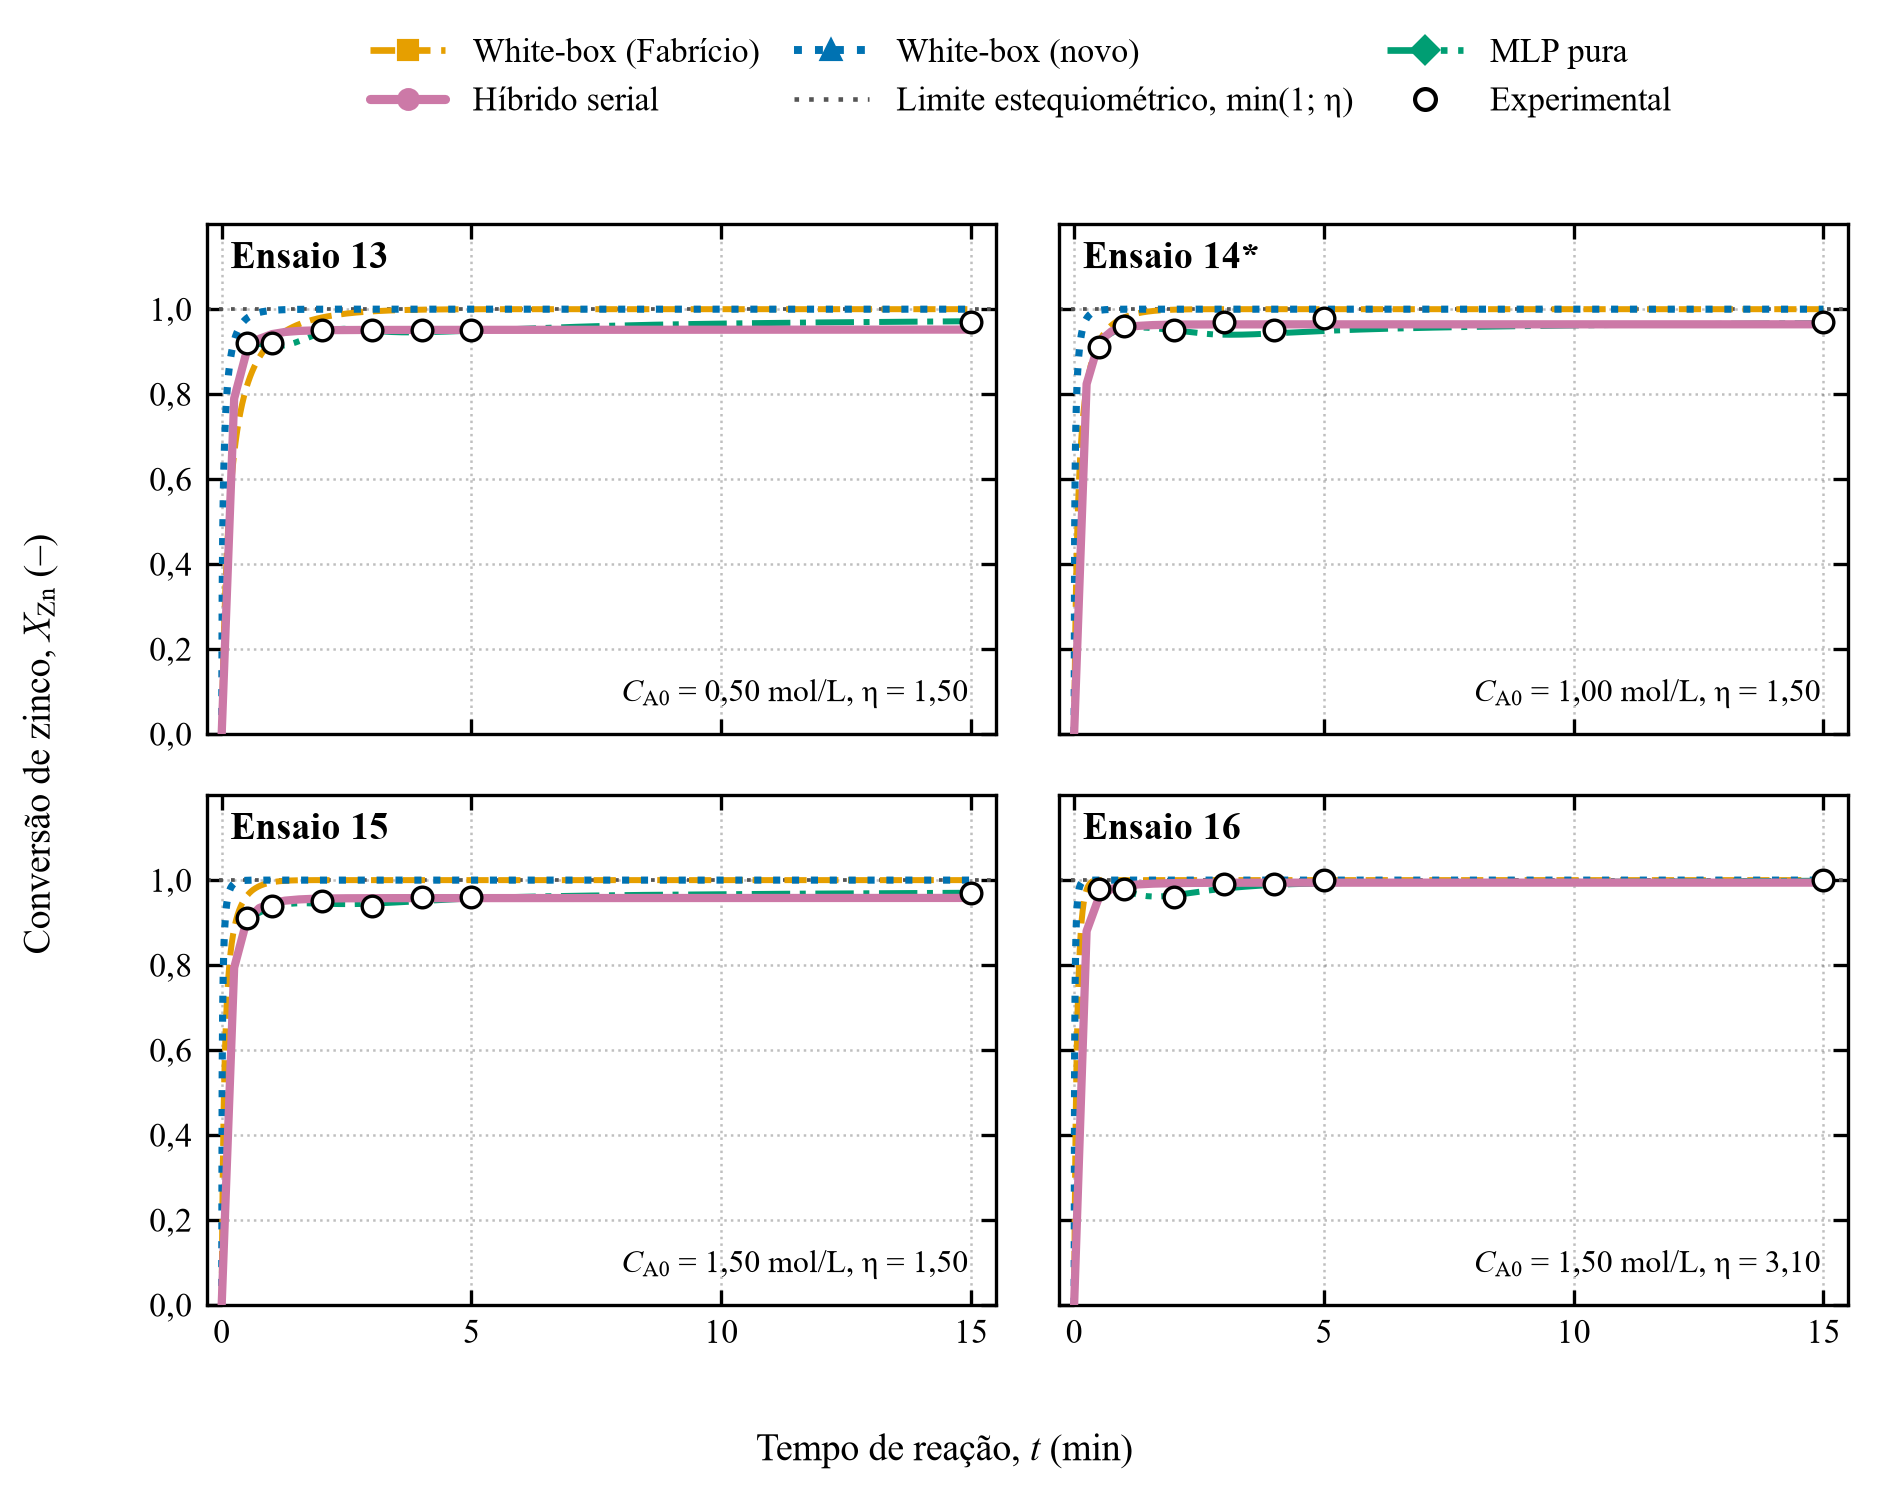 White-box (Fabrício)
White-box (novo)
MLP pura
Híbrido serial
Limite estequiométrico, min(1; η)
Experimental
Conversão de zinco, X_Zn (−)
Ensaio 13
1,0
0,8
0,6
0,4
0,2
0,0
C_A0 = 0,50 mol/L, η = 1,50
Ensaio 14*
C_A0 = 1,00 mol/L, η = 1,50
Ensaio 15
1,0
0,8
0,6
0,4
0,2
0,0
C_A0 = 1,50 mol/L, η = 1,50
0 5 10 15
Ensaio 16
C_A0 = 1,50 mol/L, η = 3,10
0 5 10 15
Tempo de reação, t (min)